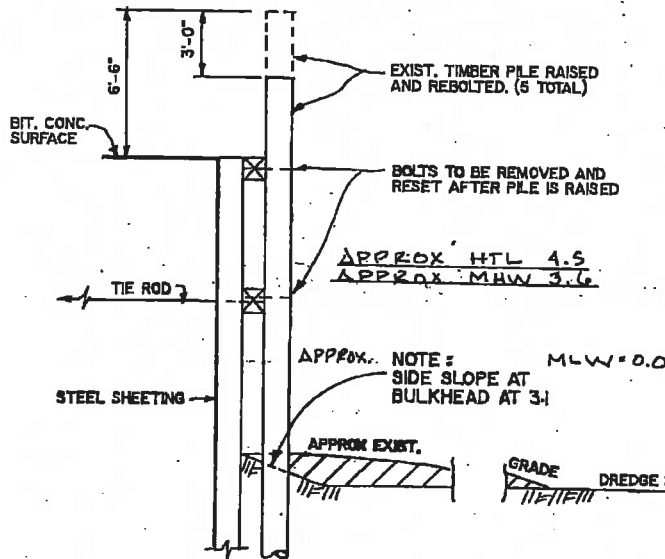 6'-6"
3'-0"
EXIST. TIMBER PILE RAISED
AND REBOLTED. (5 TOTAL)
BIT. CONC.
SURFACE
BOLTS TO BE REMOVED AND
RESET AFTER PILE IS RAISED
APPROX HTL 4.5
APPROX MHW 3.6
TIE ROD
APPROX. NOTE: MLW=0.0
SIDE SLOPE AT
BULKHEAD AT 3:1
STEEL SHEETING
APPROX EXIST.
GRADE
DREDGE